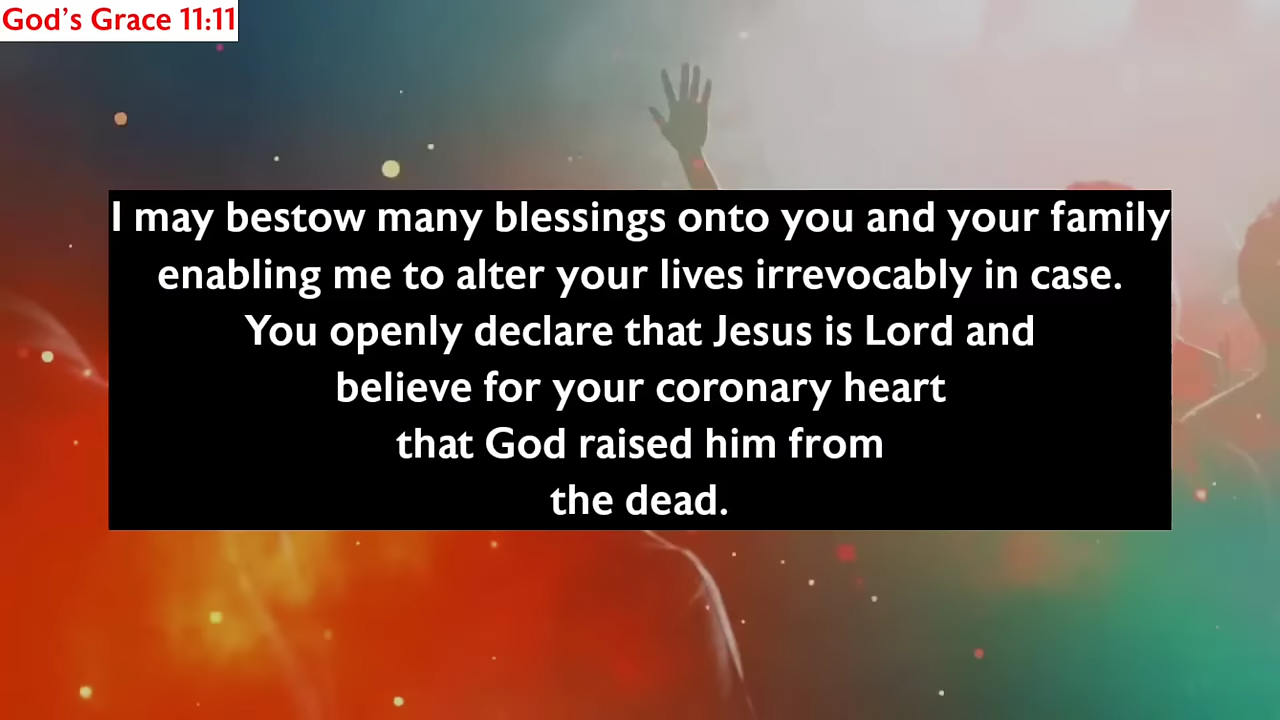 God's Grace 11:11
I may bestow many blessings onto you and your family
enabling me to alter your lives irrevocably in case.
You openly declare that Jesus is Lord and
believe for your coronary heart
that God raised him from
the dead.